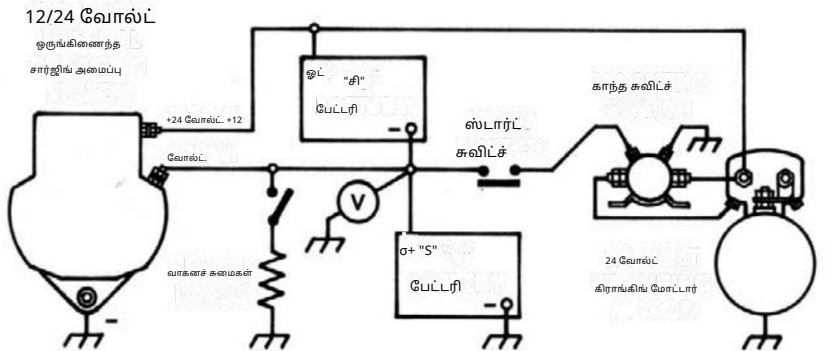 12/24 வோல்ட்
ஒருங்கிணைந்த
சார்ஜிங் அமைப்பு
ஓட்
"சி"
பேட்டரி
−
காந்த சுவிட்ச்
+24 வோல்ட். +12
வோல்ட்.
ஸ்டார்ட்
சுவிட்ச்
V
வாகனச் சுமைகள்
σ+ "S"
பேட்டரி
−
24 வோல்ட்
கிராங்கிங் மோட்டார்
−